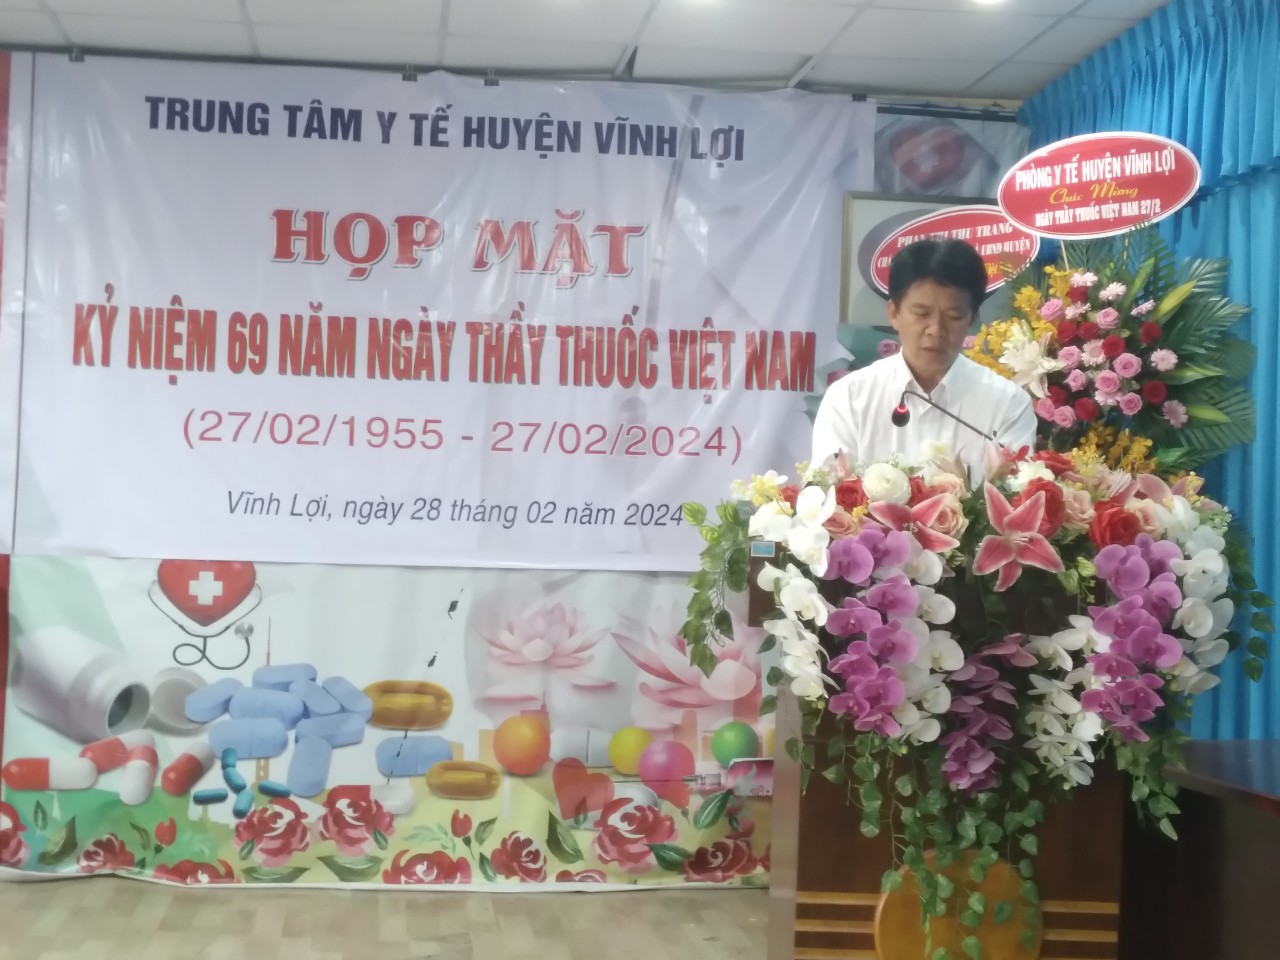 TRUNG TÂM Y TẾ HUYỆN VĨNH LỢI
HỌP MẶT
KỶ NIỆM 69 NĂM NGÀY THẦY THUỐC VIỆT NAM
(27/02/1955 - 27/02/2024)
Vĩnh Lợi, ngày 28 tháng 02 năm 2024
PHÒNG Y TẾ HUYỆN VĨNH LỢI
Chúc Mừng
NGÀY THẦY THUỐC VIỆT NAM 27/2
PHAN THỊ THU TRANG
UBND HUYỆN